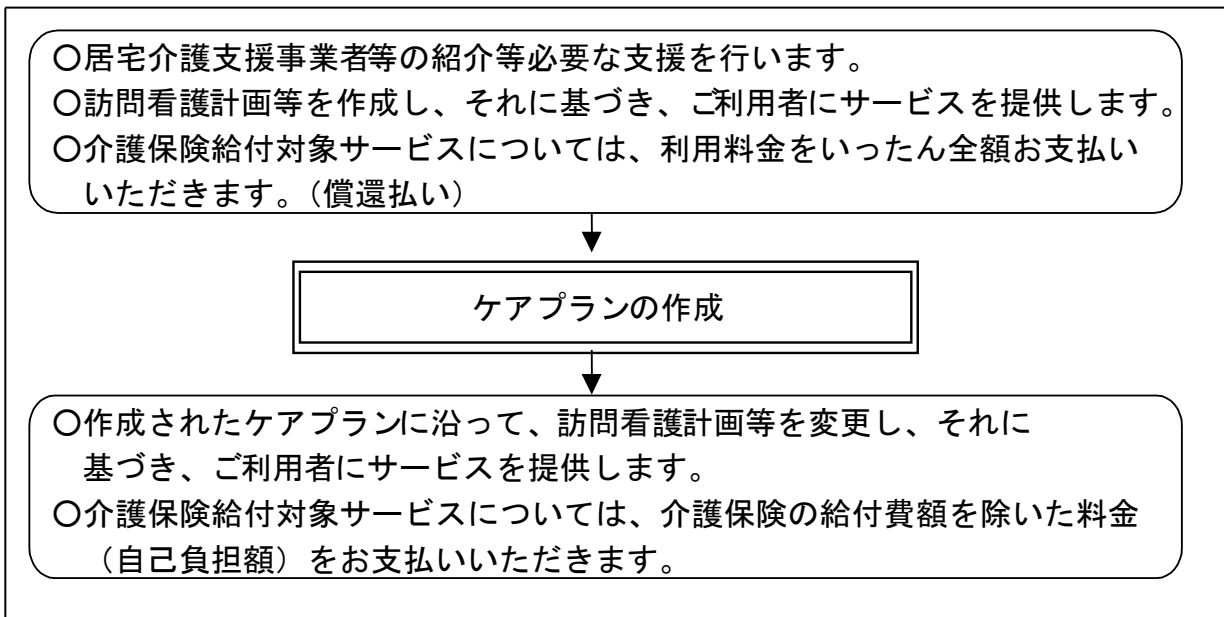 ○居宅介護支援事業者等の紹介等必要な支援を行います。
○訪問看護計画等を作成し、それに基づき、ご利用者にサービスを提供します。
○介護保険給付対象サービスについては、利用料金をいったん全額お支払い
いただきます。（償還払い）
ケアプランの作成
○作成されたケアプランに沿って、訪問看護計画等を変更し、それに
基づき、ご利用者にサービスを提供します。
○介護保険給付対象サービスについては、介護保険の給付費額を除いた料金
（自己負担額）をお支払いいただきます。